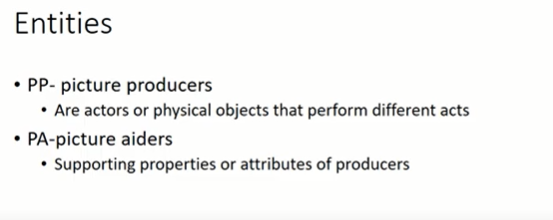 Entities
• PP- picture producers
• Are actors or physical objects that perform different acts
• PA-picture aiders
• Supporting properties or attributes of producers